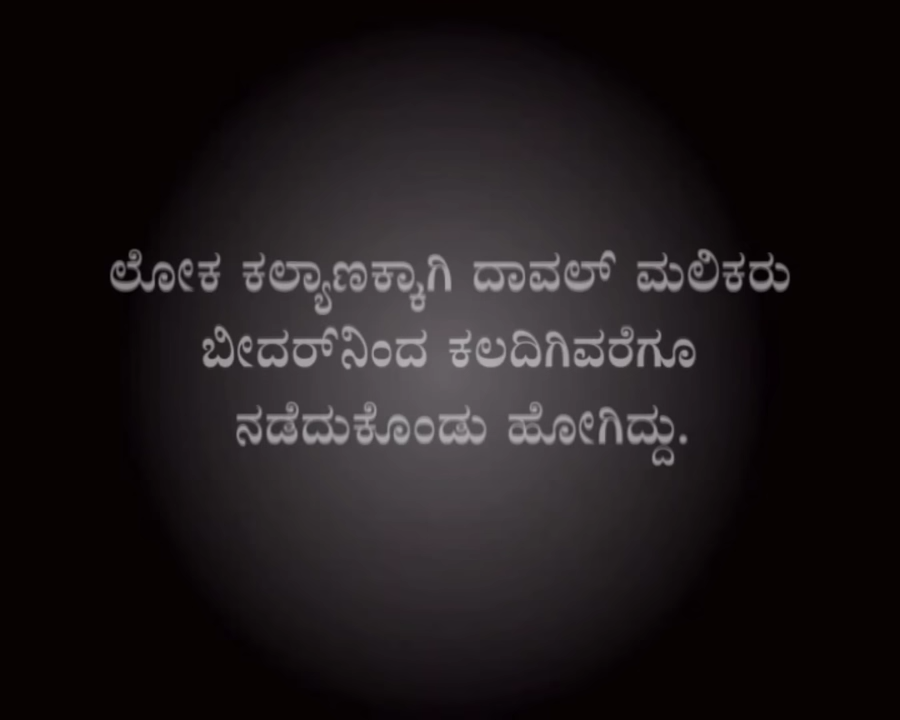 ಲೋಕ ಕಲ್ಯಾಣಕ್ಕಾಗಿ ದಾವಲ್ ಮಲಿಕರು
ಬೀದರ್‌ನಿಂದ ಕಲದಿಗಿವರೆಗೂ
ನಡೆದುಕೊಂಡು ಹೋಗಿದ್ದು.